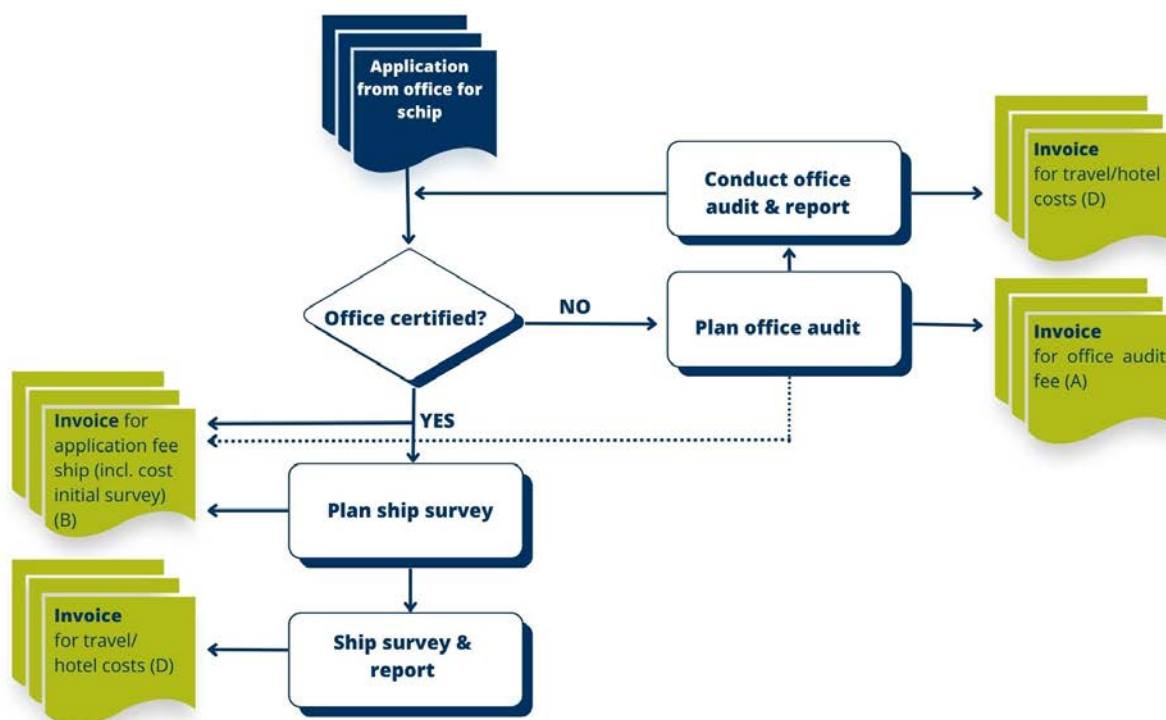 Application
from office for
schip
Conduct office
audit & report
Invoice
for travel/hotel
costs (D)
Office certified?
NO
Plan office audit
Invoice
for office audit
fee (A)
YES
Invoice for
application fee
ship (incl. cost
initial survey)
(B)
Plan ship survey
Invoice
for travel/
hotel costs (D)
Ship survey &
report